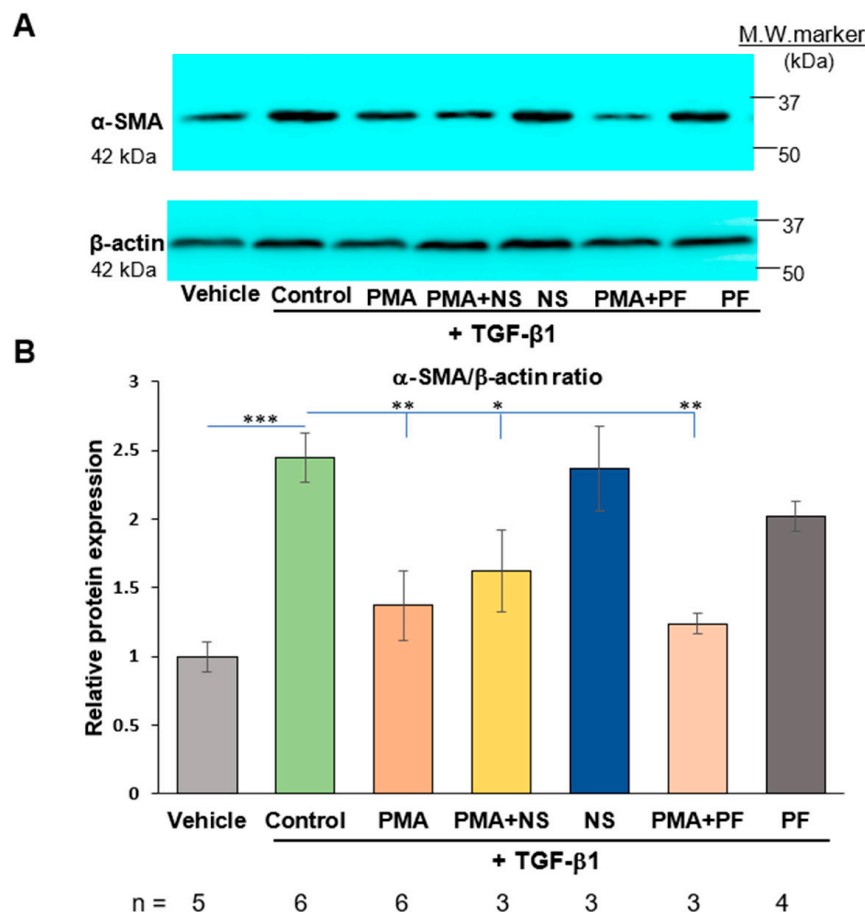 A
M.W.marker
(kDa)
α-SMA
42 kDa
37
50
β-actin
42 kDa
37
50
Vehicle Control PMA PMA+NS NS PMA+PF PF
+ TGF-β1
B
α-SMA/β-actin ratio
*** ** * **
Relative protein expression
3
2.5
2
1.5
1
0.5
0
Vehicle Control PMA PMA+NS NS PMA+PF PF
+ TGF-β1
n = 5 6 6 3 3 3 4